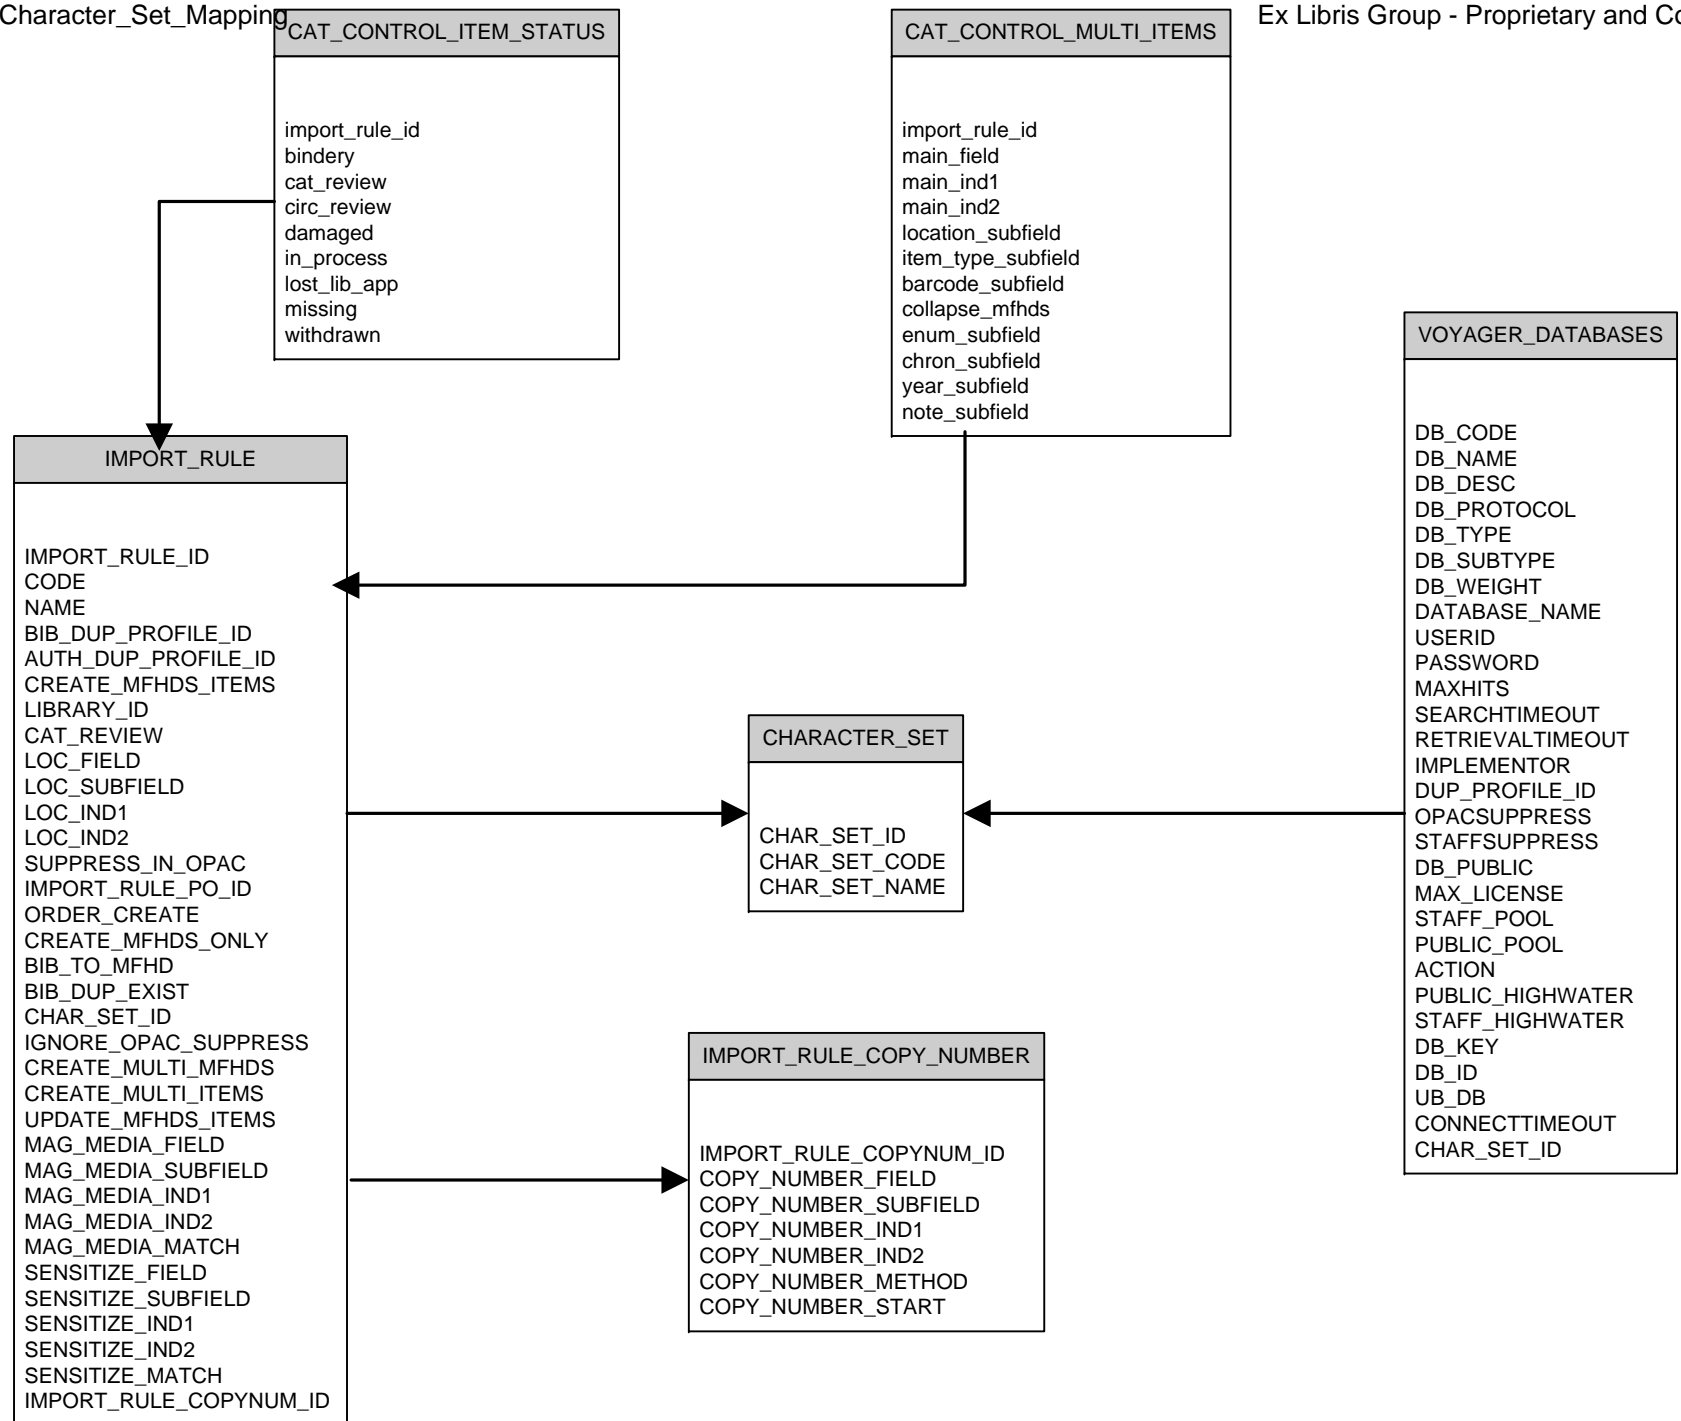 Character_Set_Mapping
Ex Libris Group - Proprietary and
CAT_CONTROL_ITEM_STATUS
import_rule_id
bindery
cat_review
circ_review
damaged
in_process
lost_lib_app
missing
withdrawn
CAT_CONTROL_MULTI_ITEMS
import_rule_id
main_field
main_ind1
main_ind2
location_subfield
item_type_subfield
barcode_subfield
collapse_mfhds
enum_subfield
chron_subfield
year_subfield
note_subfield
VOYAGER_DATABASES
DB_CODE
DB_NAME
DB_DESC
DB_PROTOCOL
DB_TYPE
DB_SUBTYPE
DB_WEIGHT
DATABASE_NAME
USERID
PASSWORD
MAXHITS
SEARCHTIMEOUT
RETRIEVALTIMEOUT
IMPLEMENTOR
DUP_PROFILE_ID
OPACSUPPRESS
STAFFSUPPRESS
DB_PUBLIC
MAX_LICENSE
STAFF_POOL
PUBLIC_POOL
ACTION
PUBLIC_HIGHWATER
STAFF_HIGHWATER
DB_KEY
DB_ID
UB_DB
CONNECTTIMEOUT
CHAR_SET_ID
IMPORT_RULE
IMPORT_RULE_ID
CODE
NAME
BIB_DUP_PROFILE_ID
AUTH_DUP_PROFILE_ID
CREATE_MFHDS_ITEMS
LIBRARY_ID
CAT_REVIEW
LOC_FIELD
LOC_SUBFIELD
LOC_IND1
LOC_IND2
SUPPRESS_IN_OPAC
IMPORT_RULE_PO_ID
ORDER_CREATE
CREATE_MFHDS_ONLY
BIB_TO_MFHD
BIB_DUP_EXIST
CHAR_SET_ID
IGNORE_OPAC_SUPPRESS
CREATE_MULTI_MFHDS
CREATE_MULTI_ITEMS
UPDATE_MFHDS_ITEMS
MAG_MEDIA_FIELD
MAG_MEDIA_SUBFIELD
MAG_MEDIA_IND1
MAG_MEDIA_IND2
MAG_MEDIA_MATCH
SENSITIZE_FIELD
SENSITIZE_SUBFIELD
SENSITIZE_IND1
SENSITIZE_IND2
SENSITIZE_MATCH
IMPORT_RULE_COPYNUM_ID
CHARACTER_SET
CHAR_SET_ID
CHAR_SET_CODE
CHAR_SET_NAME
IMPORT_RULE_COPY_NUMBER
IMPORT_RULE_COPYNUM_ID
COPY_NUMBER_FIELD
COPY_NUMBER_SUBFIELD
COPY_NUMBER_IND1
COPY_NUMBER_IND2
COPY_NUMBER_METHOD
COPY_NUMBER_START